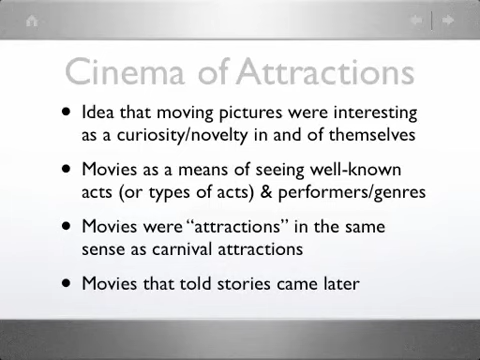 Cinema of Attractions
• Idea that moving pictures were interesting
as a curiosity/novelty in and of themselves
• Movies as a means of seeing well-known
acts (or types of acts) & performers/genres
• Movies were “attractions” in the same
sense as carnival attractions
• Movies that told stories came later